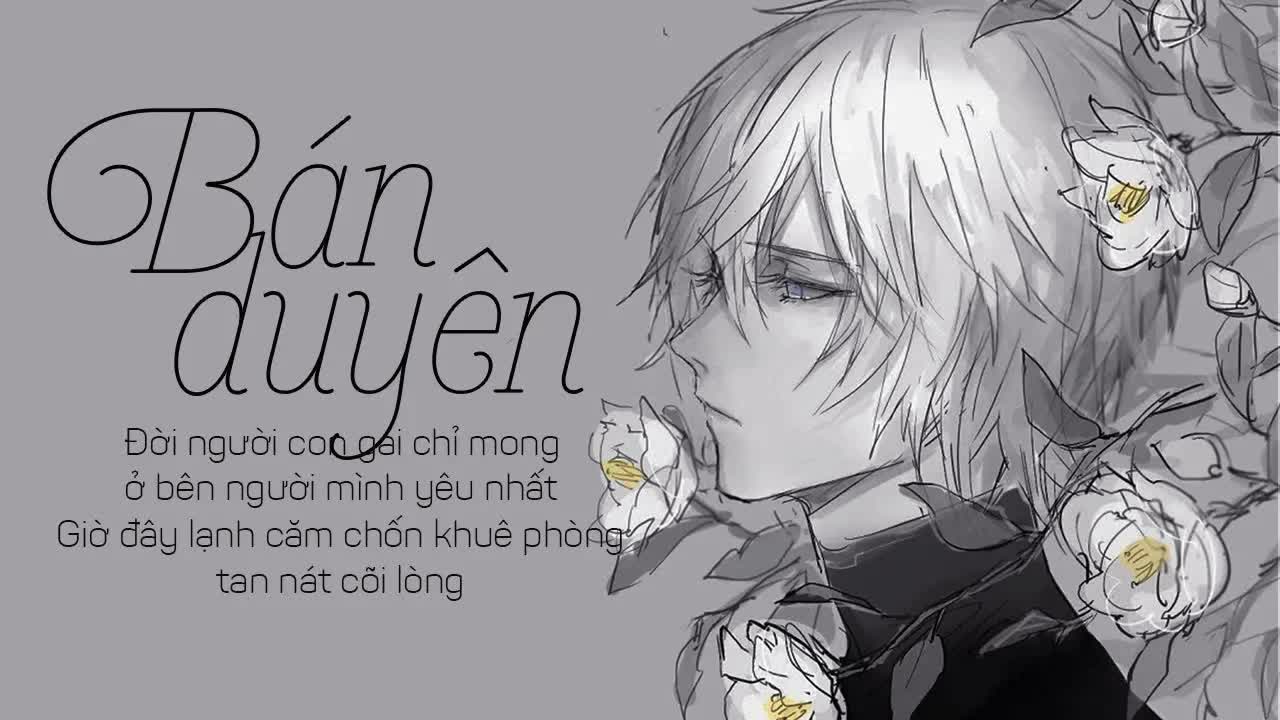 Bán
duyên
Đời người con gái chỉ mong
ở bên người mình yêu nhất
Giờ đây lạnh căm chốn khuê phòng
tan nát cõi lòng